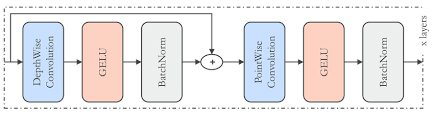 DepthWise
Convolution
GELU
BatchNorm
+
PointWise
Convolution
GELU
BatchNorm
x layers